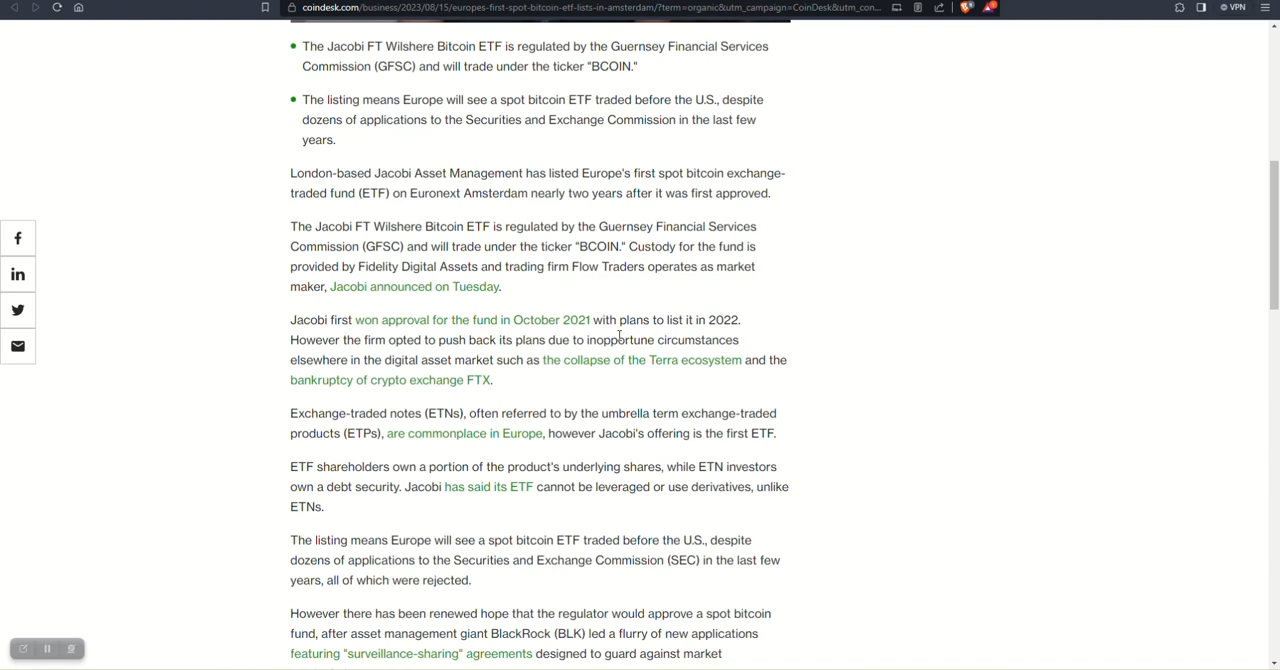 coindesk.com/business/2023/08/15/europes-first-spot-bitcoin-etf-lists-in-amsterdam/?term=organic&utm_campaign=CoinDesk&utm_con...
VPN
The Jacobi FT Wilshere Bitcoin ETF is regulated by the Guernsey Financial Services
Commission (GFSC) and will trade under the ticker "BCOIN."
The listing means Europe will see a spot bitcoin ETF traded before the U.S., despite
dozens of applications to the Securities and Exchange Commission in the last few
years.
London-based Jacobi Asset Management has listed Europe's first spot bitcoin exchange-
traded fund (ETF) on Euronext Amsterdam nearly two years after it was first approved.
The Jacobi FT Wilshere Bitcoin ETF is regulated by the Guernsey Financial Services
Commission (GFSC) and will trade under the ticker "BCOIN." Custody for the fund is
provided by Fidelity Digital Assets and trading firm Flow Traders operates as market
maker, Jacobi announced on Tuesday.
Jacobi first won approval for the fund in October 2021 with plans to list it in 2022.
However the firm opted to push back its plans due to inopportune circumstances
elsewhere in the digital asset market such as the collapse of the Terra ecosystem and the
bankruptcy of crypto exchange FTX.
Exchange-traded notes (ETNs), often referred to by the umbrella term exchange-traded
products (ETPs), are commonplace in Europe, however Jacobi's offering is the first ETF.
ETF shareholders own a portion of the product's underlying shares, while ETN investors
own a debt security. Jacobi has said its ETF cannot be leveraged or use derivatives, unlike
ETNs.
The listing means Europe will see a spot bitcoin ETF traded before the U.S., despite
dozens of applications to the Securities and Exchange Commission (SEC) in the last few
years, all of which were rejected.
However there has been renewed hope that the regulator would approve a spot bitcoin
fund, after asset management giant BlackRock (BLK) led a flurry of new applications
featuring "surveillance-sharing" agreements designed to guard against market